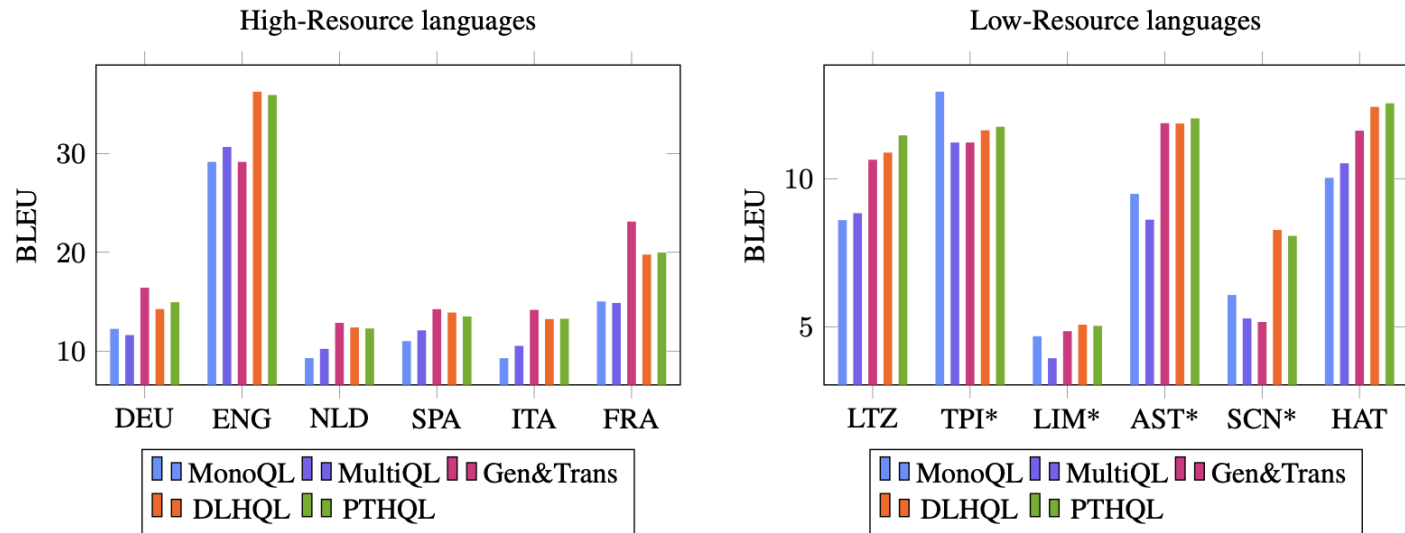 High-Resource languages
BLEU
30
20
10
DEU ENG NLD SPA ITA FRA
MonoQL MultiQL Gen&Trans
DLHQL PTHQL
Low-Resource languages
BLEU
10
5
LTZ TPI* LIM* AST* SCN* HAT
MonoQL MultiQL Gen&Trans
DLHQL PTHQL